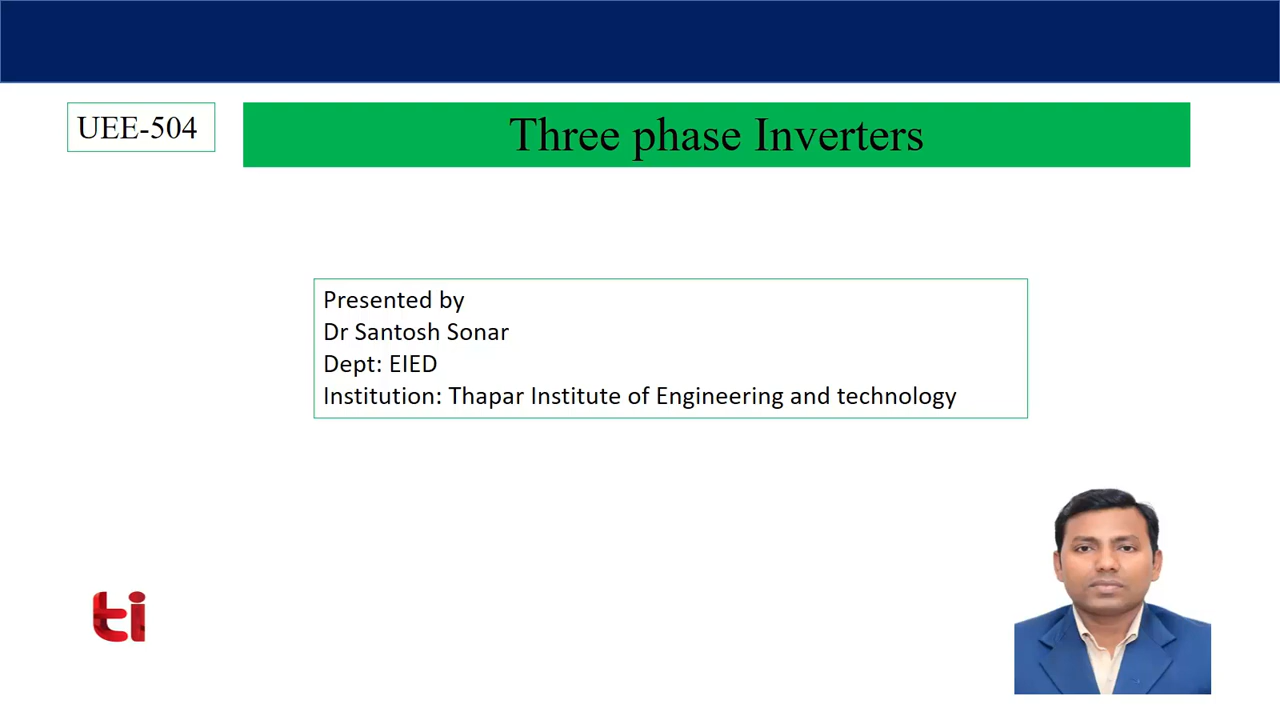 UEE-504
Three phase Inverters
Presented by
Dr Santosh Sonar
Dept: EIED
Institution: Thapar Institute of Engineering and technology
ti